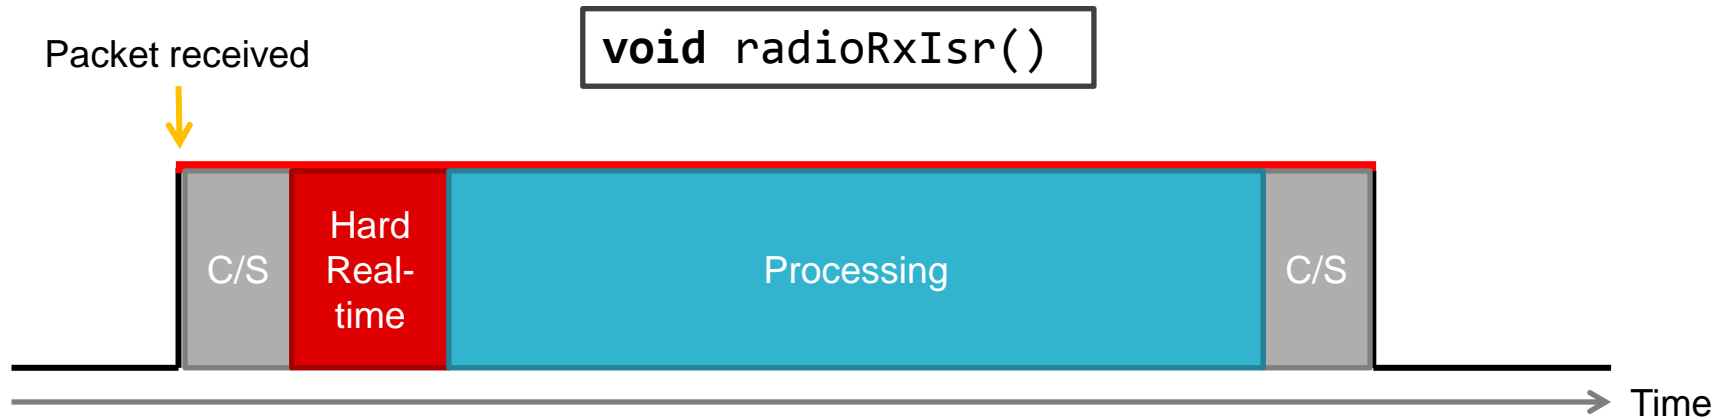 void radioRxIsr()
Packet received
C/S
Hard
Real-
time
Processing
C/S
Time